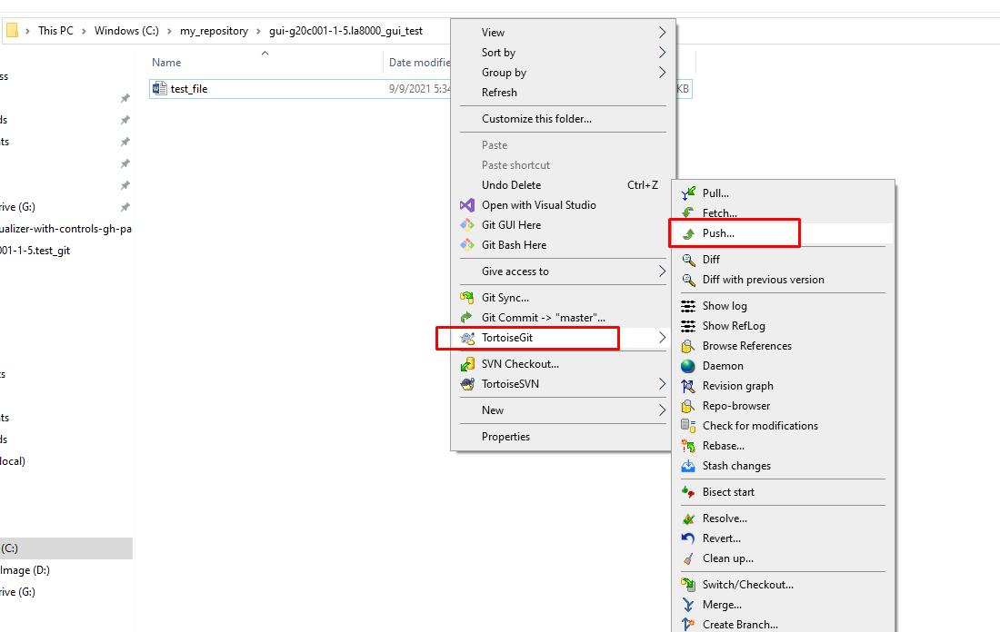 This PC > Windows (C:) > my_repository > gui-g20c001-1-5.la8000_gui_test
Name
Date modifie
ss
test_file
9/9/2021 5:34
KB
ds
ts
rive (G:)
ualizer-with-controls-gh-pa
001-1-5.test_git
ts
ts
ds
local)
(C:)
Image (D:)
rive (G:)
View
Sort by
Group by
Refresh
Customize this folder...
Paste
Paste shortcut
Undo Delete Ctrl+Z
Open with Visual Studio
Git GUI Here
Git Bash Here
Give access to
Git Sync...
Git Commit -> "master"...
TortoiseGit
SVN Checkout...
TortoiseSVN
New
Properties
Pull...
Fetch...
Push...
Diff
Diff with previous version
Show log
Show RefLog
Browse References
Daemon
Revision graph
Repo-browser
Check for modifications
Rebase...
Stash changes
Bisect start
Resolve...
Revert...
Clean up...
Switch/Checkout...
Merge...
Create Branch...